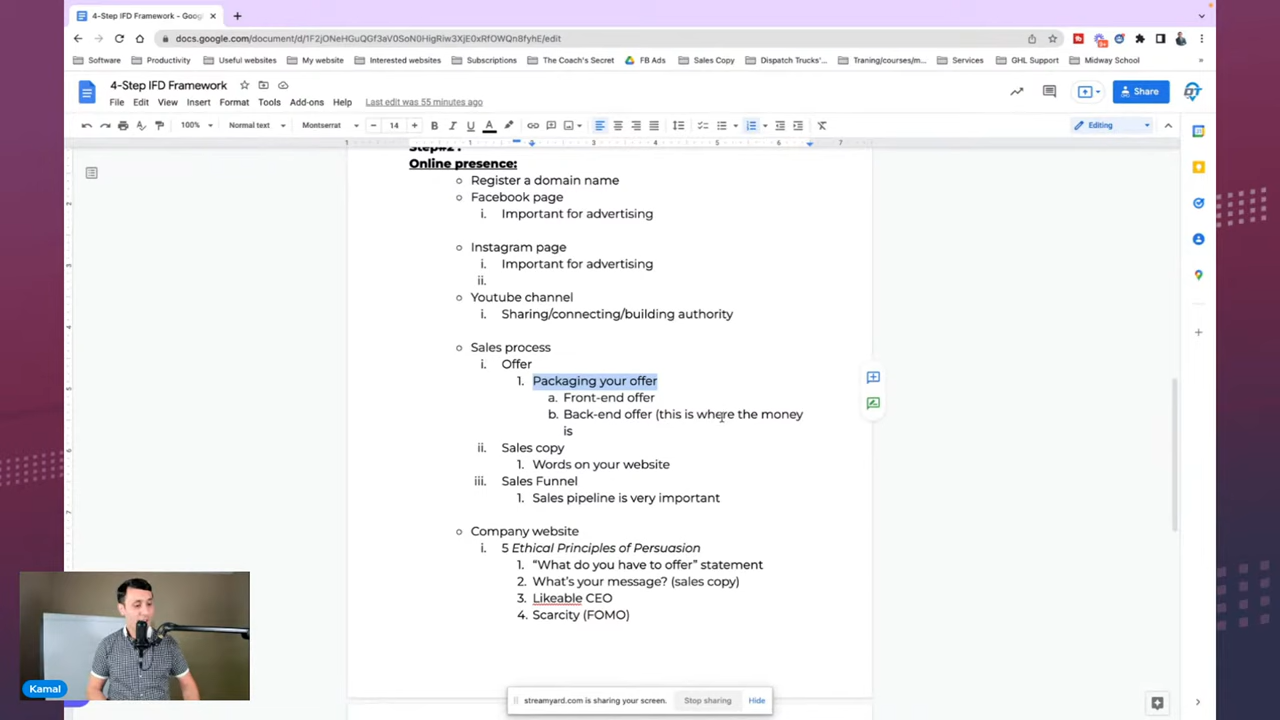 4-Step IFD Framework - Goog
docs.google.com/document/d/1F2jONeHGuQGf3aV0SoN0HigRiw3XjE0xRfOWQn8fyhE/edit
Software
Productivity
Useful websites
My website
Interested websites
Subscriptions
The Coach's Secret
FB Ads
Sales Copy
Dispatch Trucks'...
Traning/courses/m...
Services
GHL Support
Midway School
4-Step IFD Framework
File Edit View Insert Format Tools Add-ons Help Last edit was 55 minutes ago
Share
100% Normal text Montserrat 14 Editing
Step#2 :
Online presence:
Register a domain name
Facebook page
i. Important for advertising
Instagram page
i. Important for advertising
ii.
Youtube channel
i. Sharing/connecting/building authority
Sales process
i. Offer
1. Packaging your offer
a. Front-end offer
b. Back-end offer (this is where the money
is
ii. Sales copy
1. Words on your website
iii. Sales Funnel
1. Sales pipeline is very important
Company website
i. 5 Ethical Principles of Persuasion
1. “What do you have to offer” statement
2. What’s your message? (sales copy)
3. Likeable CEO
4. Scarcity (FOMO)
Kamal
streamyard.com is sharing your screen. Stop sharing Hide